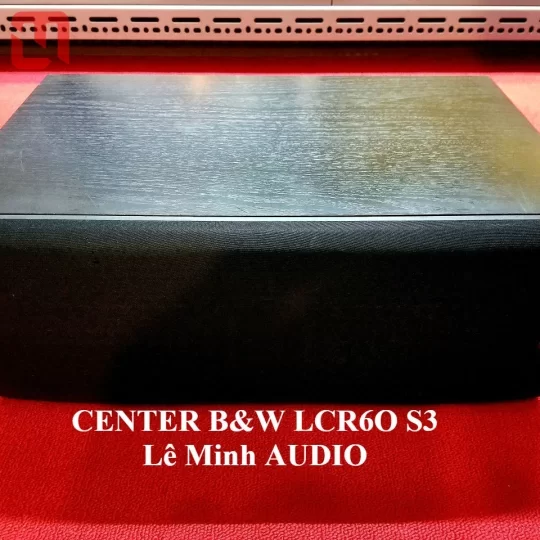 CENTER B&W LCR6O S3
Lê Minh AUDIO